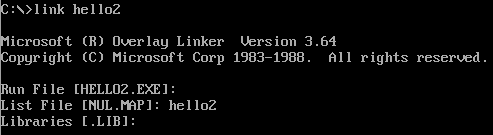 C:\>link hello2
Microsoft (R) Overlay Linker  Version 3.64
Copyright (C) Microsoft Corp 1983-1988.  All rights reserved.
Run File [HELLO2.EXE]:
List File [NUL.MAP]: hello2
Libraries [.LIB]: